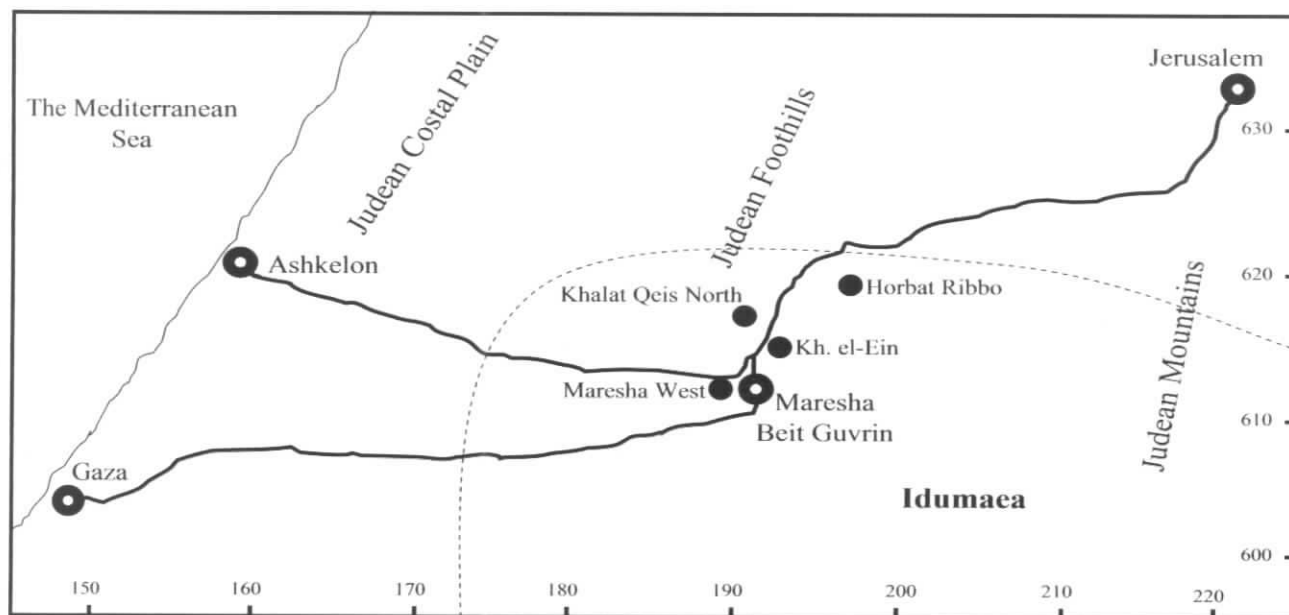 Jerusalem
The Mediterranean
Sea
Judean Costal Plain
Judean Foothills
630
Ashkelon
620
Khalat Qeis North
Horbat Ribbo
Judean Mountains
Kh. el-Ein
Maresha West
Maresha
Beit Guvrin
610
Gaza
Idumaea
600
150
160
170
180
190
200
210
220